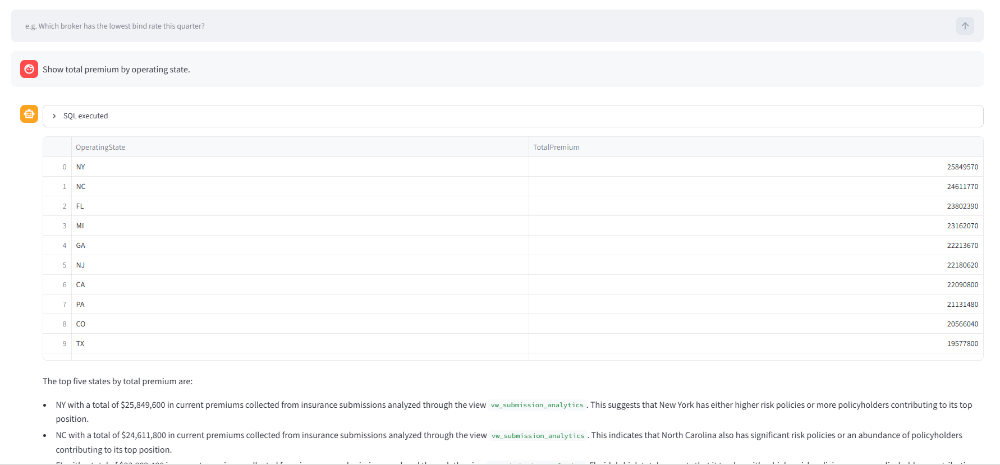 e.g. Which broker has the lowest bind rate this quarter?
Show total premium by operating state.
SQL executed
OperatingState TotalPremium
0 NY 25849570
1 NC 24611770
2 FL 23802390
3 MI 23162070
4 GA 22213670
5 NJ 22180620
6 CA 22090800
7 PA 21131480
8 CO 20566040
9 TX 19577800
The top five states by total premium are:
• NY with a total of $25,849,600 in current premiums collected from insurance submissions analyzed through the view vw_submission_analytics . This suggests that New York has either higher risk policies or more policyholders contributing to its top
position.
• NC with a total of $24,611,800 in current premiums collected from insurance submissions analyzed through the view vw_submission_analytics . This indicates that North Carolina also has significant risk policies or an abundance of policyholders
contributing to its top position.